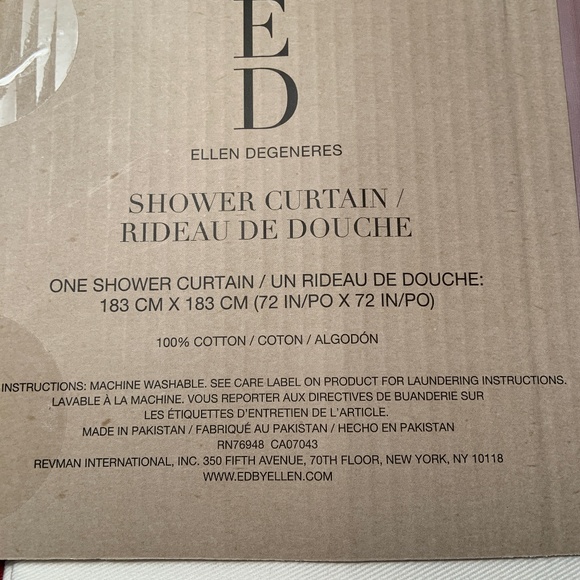 E
D
ELLEN DEGENERES
SHOWER CURTAIN /
RIDEAU DE DOUCHE
ONE SHOWER CURTAIN / UN RIDEAU DE DOUCHE:
183 CM X 183 CM (72 IN/PO X 72 IN/PO)
100% COTTON / COTON / ALGODÓN
INSTRUCTIONS: MACHINE WASHABLE. SEE CARE LABEL ON PRODUCT FOR LAUNDERING INSTRUCTIONS.
LAVABLE À LA MACHINE. VOUS REPORTER AUX DIRECTIVES DE BUANDERIE SUR
LES ÉTIQUETTES D'ENTRETIEN DE L'ARTICLE.
MADE IN PAKISTAN / FABRIQUÉ AU PAKISTAN / HECHO EN PAKISTAN
RN76948 CA07043
REVMAN INTERNATIONAL, INC. 350 FIFTH AVENUE, 70TH FLOOR, NEW YORK, NY 10118
WWW.EDBYELLEN.COM